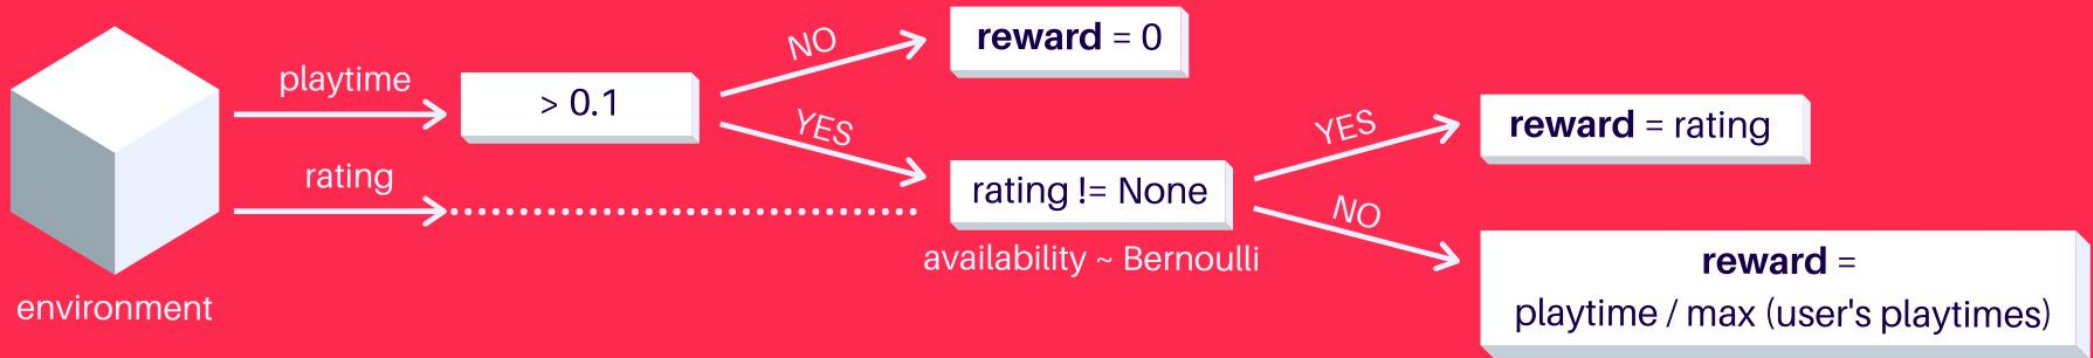 playtime
> 0.1
NO
reward = 0
YES
rating
rating != None
availability ~ Bernoulli
YES
reward = rating
NO
reward =
playtime / max (user's playtimes)
environment